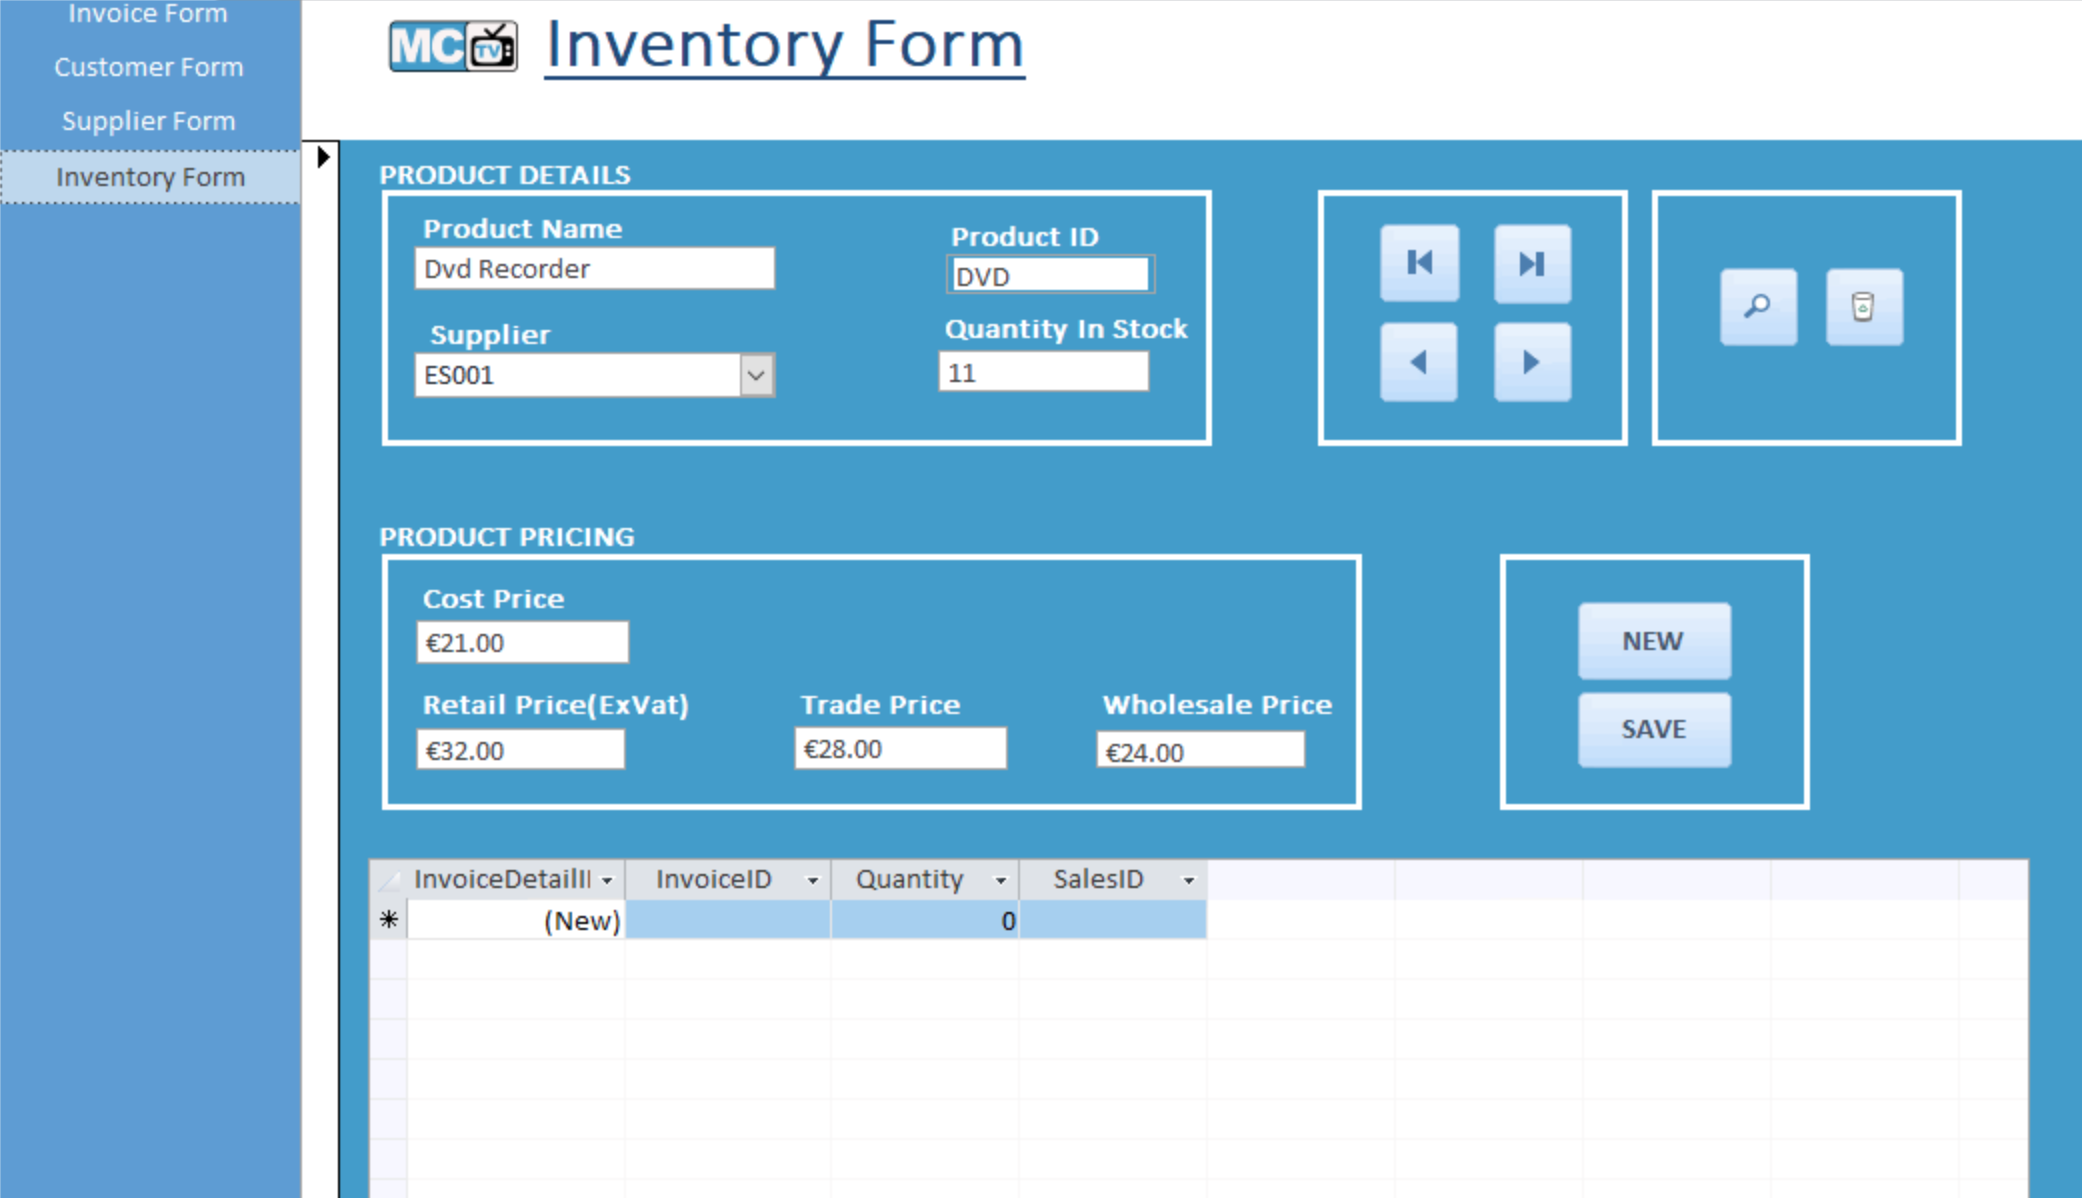 Invoice Form
Customer Form
Supplier Form
Inventory Form
MC TV Inventory Form
PRODUCT DETAILS
Product Name
Dvd Recorder
Product ID
DVD
Supplier
ES001
Quantity In Stock
11
PRODUCT PRICING
Cost Price
€21.00
Retail Price(ExVat)
€32.00
Trade Price
€28.00
Wholesale Price
€24.00
NEW
SAVE
InvoiceDetailI InvoiceID Quantity SalesID
(New) 0